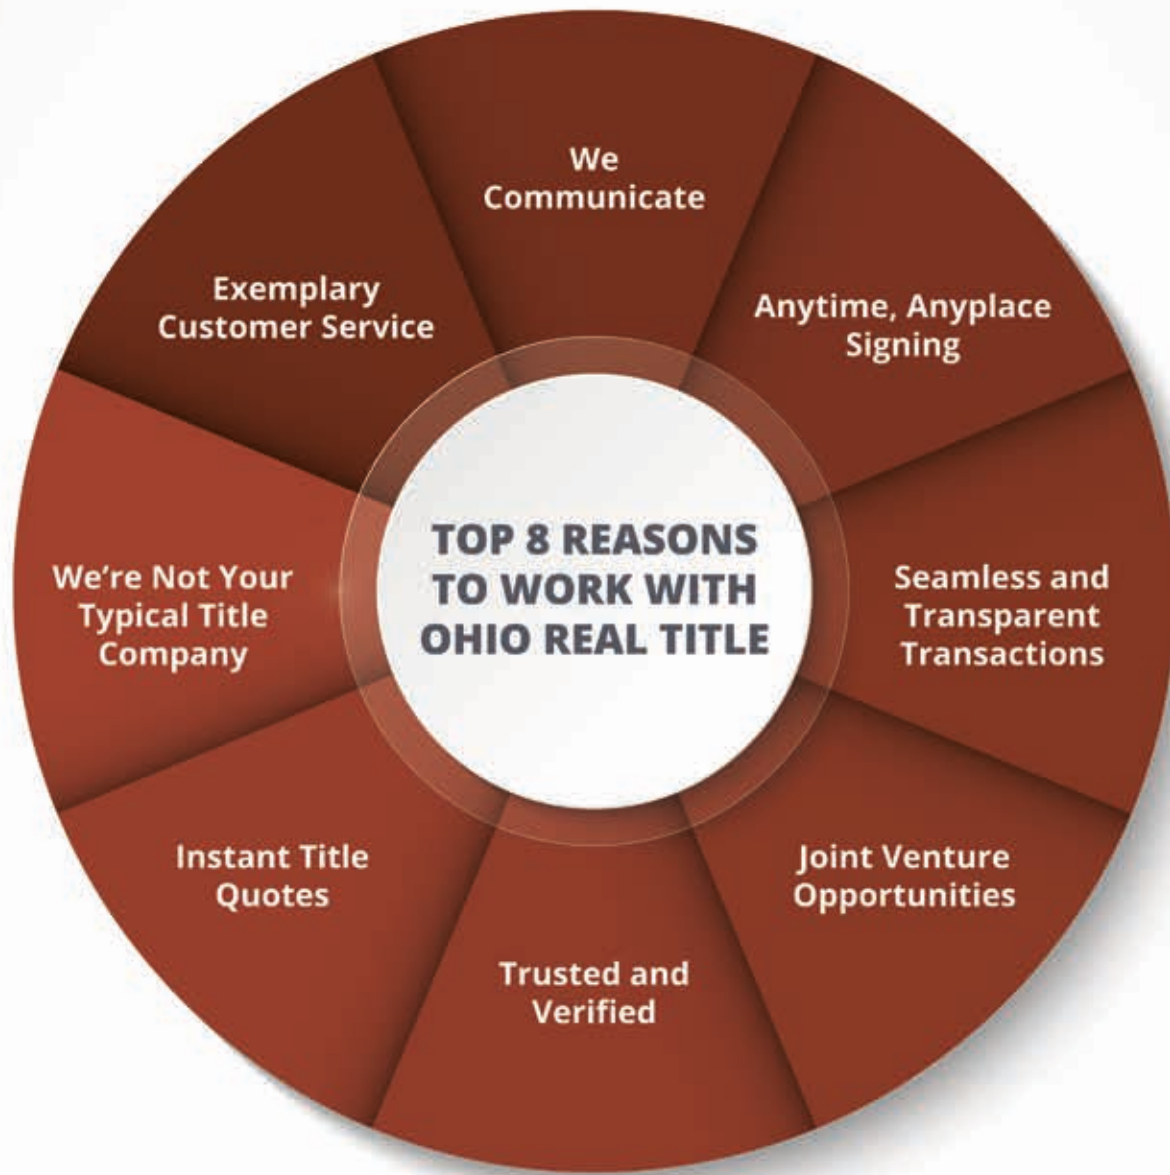 We
Communicate
Anytime, Anyplace
Signing
Seamless and
Transparent
Transactions
Joint Venture
Opportunities
Trusted and
Verified
Instant Title
Quotes
We’re Not Your
Typical Title
Company
Exemplary
Customer Service
TOP 8 REASONS
TO WORK WITH
OHIO REAL TITLE